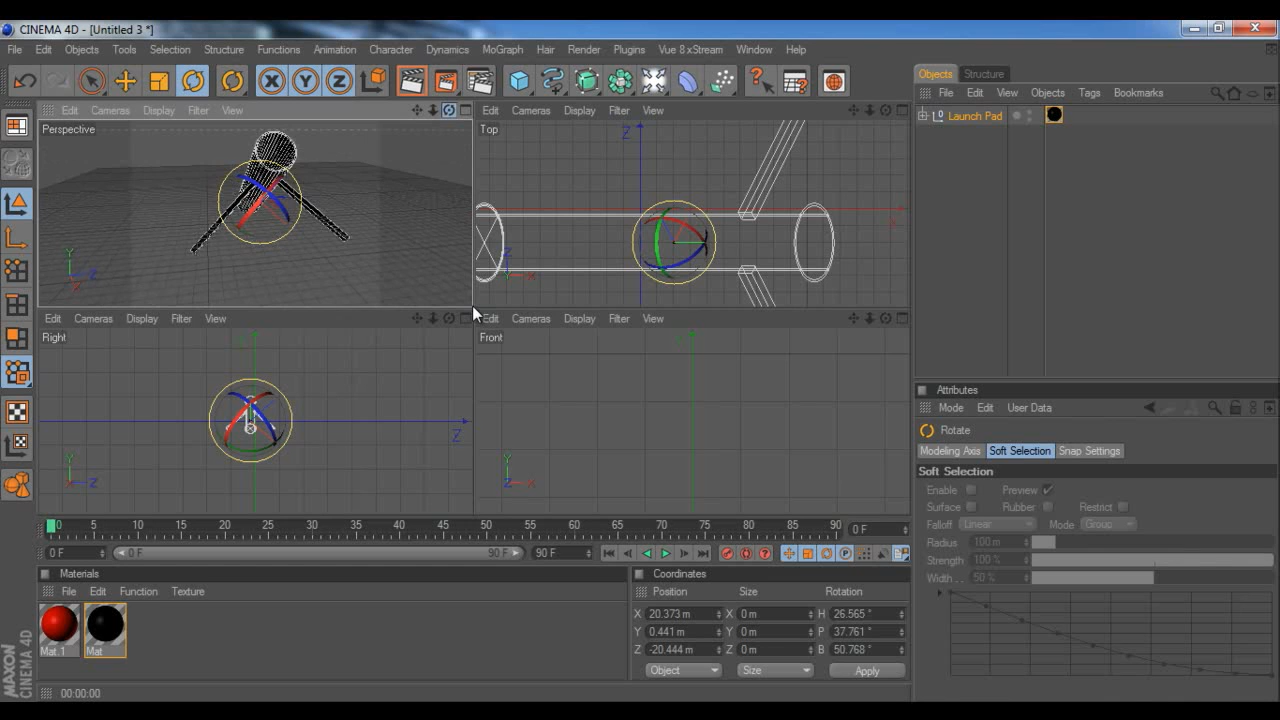 CINEMA 4D - [Untitled 3 *]
File Edit Objects Tools Selection Structure Functions Animation Character Dynamics MoGraph Hair Render Plugins Vue 8 xStream Window Help
X Y Z
Objects Structure
File Edit View Objects Tags Bookmarks
Launch Pad
Edit Cameras Display Filter View
Perspective
Y Z X
Edit Cameras Display Filter View
Top
Z X
Z Y X
Edit Cameras Display Filter View
Right
Y Z
Y X Z
Edit Cameras Display Filter View
Front
Y
Y Z X
Attributes
Mode Edit User Data
Rotate
Modeling Axis Soft Selection Snap Settings
Soft Selection
Enable Preview
Surface Rubber Restrict
Falloff Linear Mode Group
Radius 100 m
Strength 100 %
Width . . 50 %
0 5 10 15 20 25 30 35 40 45 50 55 60 65 70 75 80 85 90 0 F
0 F 0 F 90 F 90 F
Materials
File Edit Function Texture
Mat.1 Mat
Coordinates
Position Size Rotation
X 20.373 m X 0 m H 26.565 °
Y 0.441 m Y 0 m P 37.761 °
Z -20.444 m Z 0 m B 50.768 °
Object Size Apply
MAXON
CINEMA 4D
00:00:00